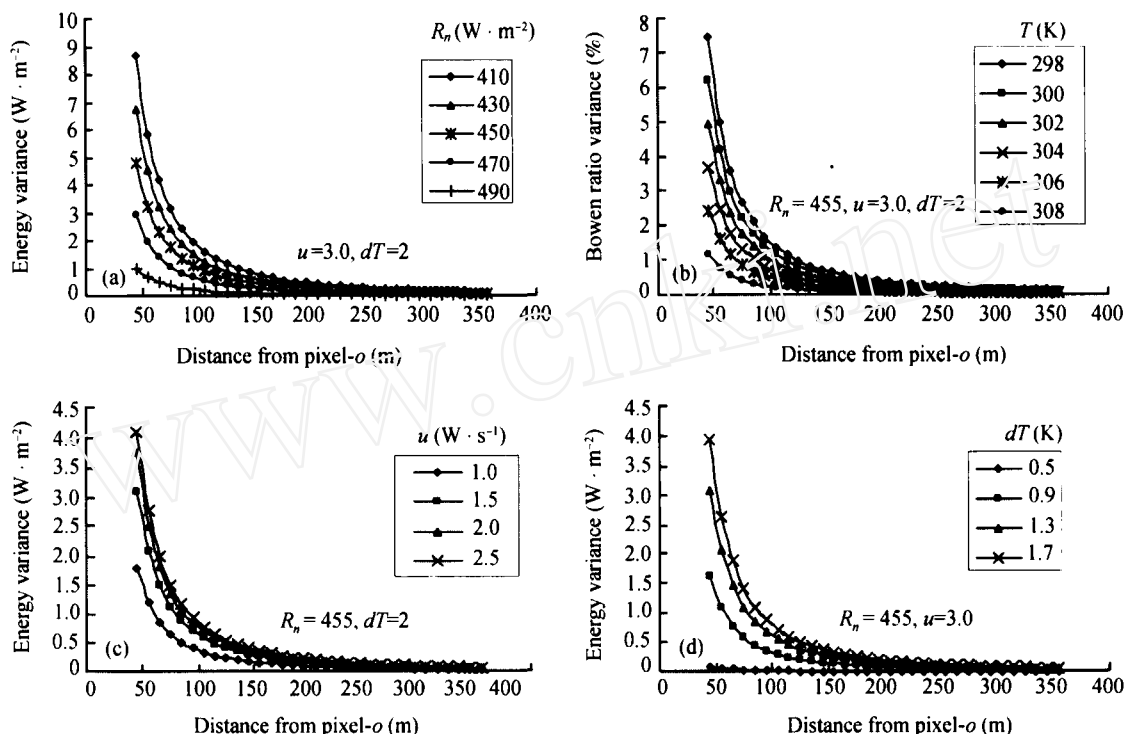 10
9
8
7
6
5
4
3
2
1
0
Energy variance (W · m⁻²)
Rₙ (W · m⁻²)
410
430
450
470
490
(a)
u=3.0, dT=2
0 50 100 150 200 250 300 350 400
Distance from pixel-o (m)
9
8
7
6
5
4
3
2
1
0
Bowen ratio variance (%)
T (K)
298
300
302
304
306
308
Rₙ = 455, u=3.0, dT=2
(b)
0 50 100 150 200 250 300 350 400
Distance from pixel-o (m)
www.cnki.net
4.5
4.0
3.5
3.0
2.5
2.0
1.5
1.0
0.5
0
Energy variance (W · m⁻²)
u (W · s⁻¹)
1.0
1.5
2.0
2.5
Rₙ = 455, dT=2
(c)
0 50 100 150 200 250 300 350 400
Distance from pixel-o (m)
4.5
4.0
3.5
3.0
2.5
2.0
1.5
1.0
0.5
0
Energy variance (W · m⁻²)
dT (K)
0.5
0.9
1.3
1.7
Rₙ = 455, u=3.0
(d)
0 50 100 150 200 250 300 350 400
Distance from pixel-o (m)